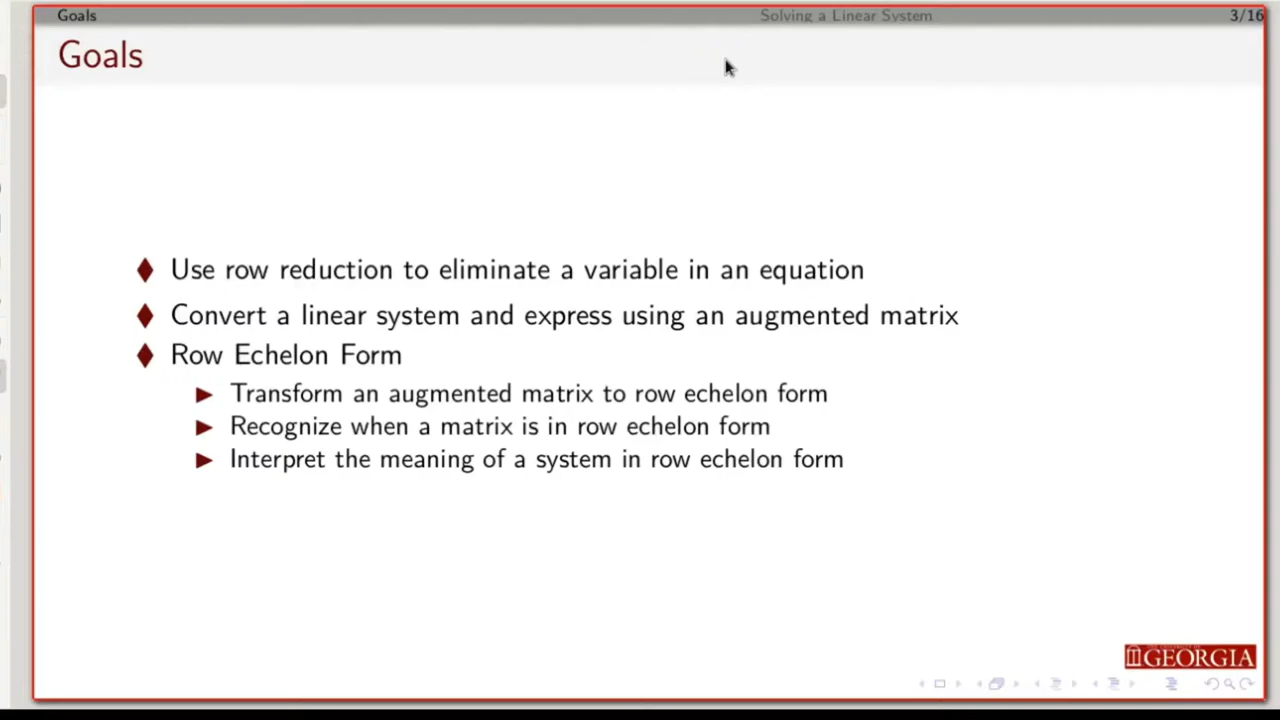 Goals
Solving a Linear System
3/16
Goals
Use row reduction to eliminate a variable in an equation
Convert a linear system and express using an augmented matrix
Row Echelon Form
Transform an augmented matrix to row echelon form
Recognize when a matrix is in row echelon form
Interpret the meaning of a system in row echelon form
GEORGIA